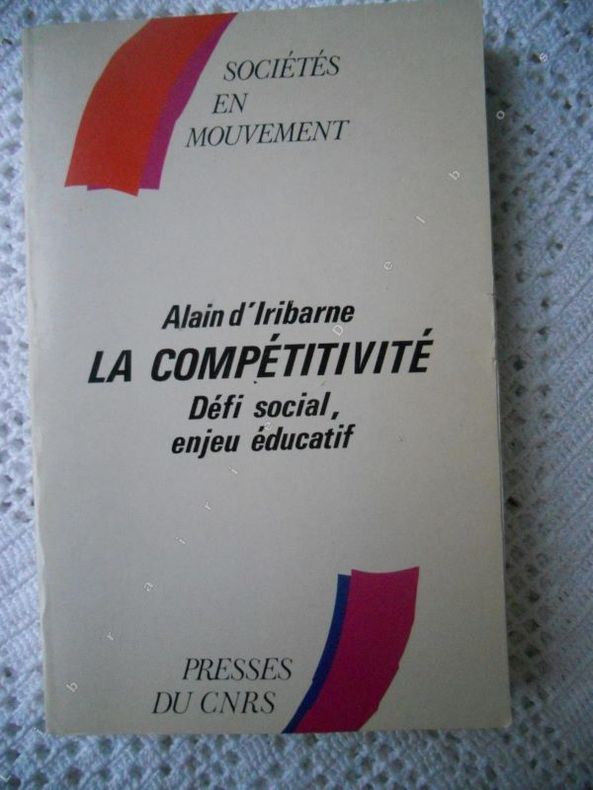 SOCIÉTÉS
EN
MOUVEMENT
Alain d'Iribarne
LA COMPÉTITIVITÉ
Défi social,
enjeu éducatif
PRESSES
DU CNRS